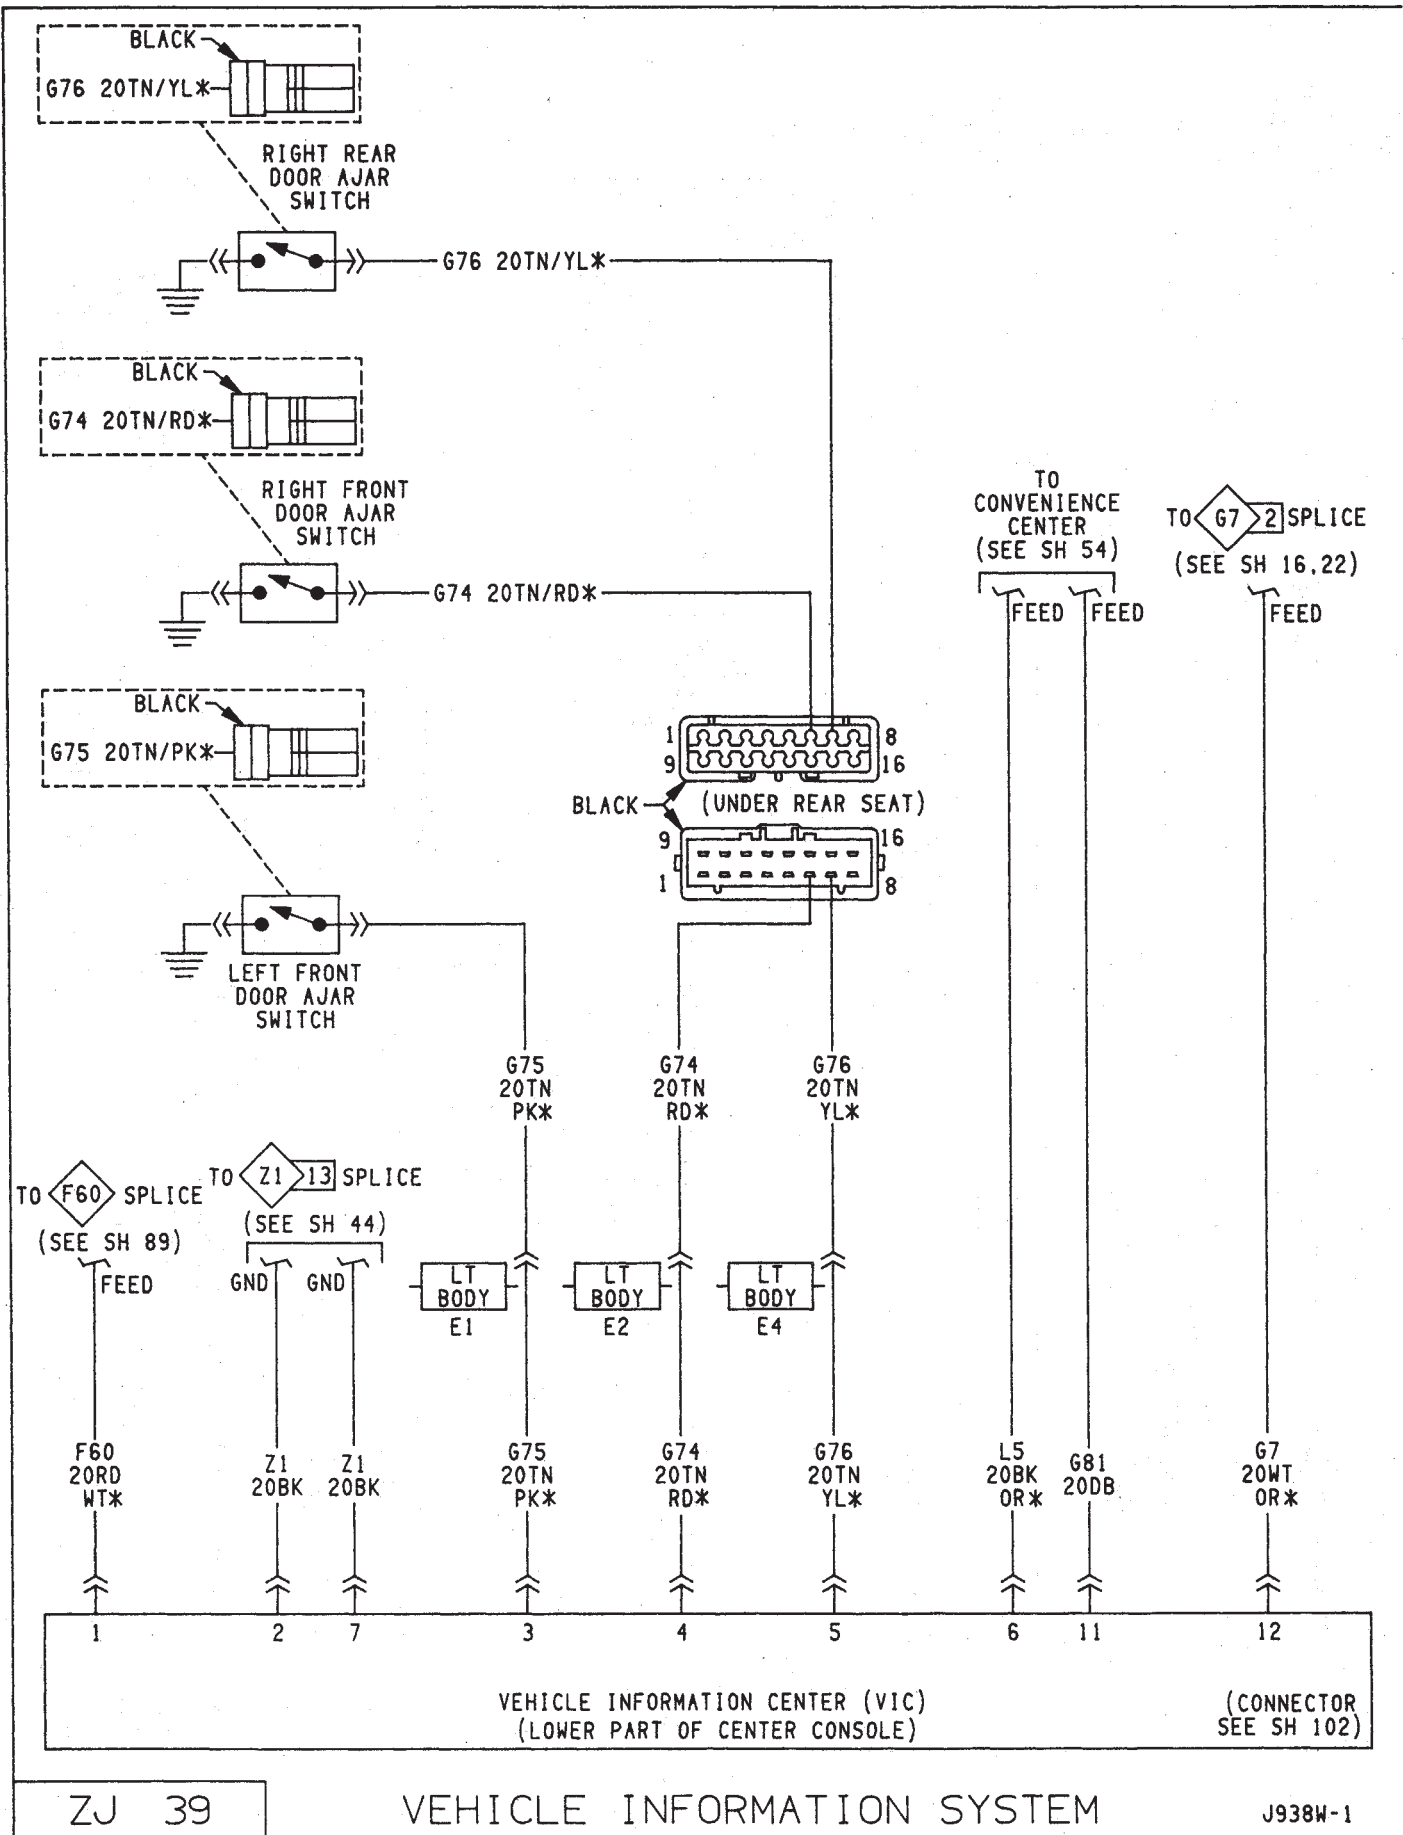 BLACK
G76 20TN/YL*
RIGHT REAR
DOOR AJAR
SWITCH
G76 20TN/YL*
BLACK
G74 20TN/RD*
RIGHT FRONT
DOOR AJAR
SWITCH
G74 20TN/RD*
TO
CONVENIENCE
CENTER
(SEE SH 54)
FEED
FEED
TO G7 2 SPLICE
(SEE SH 16,22)
FEED
BLACK
G75 20TN/PK*
1
8
9
16
BLACK
(UNDER REAR SEAT)
9
16
1
8
LEFT FRONT
DOOR AJAR
SWITCH
G75
20TN
PK*
G74
20TN
RD*
G76
20TN
YL*
TO F60 SPLICE
(SEE SH 89)
FEED
TO Z1 13 SPLICE
(SEE SH 44)
GND
GND
LT
BODY
E1
LT
BODY
E2
LT
BODY
E4
F60
20RD
WT*
Z1
20BK
Z1
20BK
G75
20TN
PK*
G74
20TN
RD*
G76
20TN
YL*
L5
20BK
OR*
G81
20DB
G7
20WT
OR*
1
2
7
3
4
5
6
11
12
VEHICLE INFORMATION CENTER (VIC)
(LOWER PART OF CENTER CONSOLE)
(CONNECTOR
SEE SH 102)
ZJ 39
VEHICLE INFORMATION SYSTEM
J938W-1